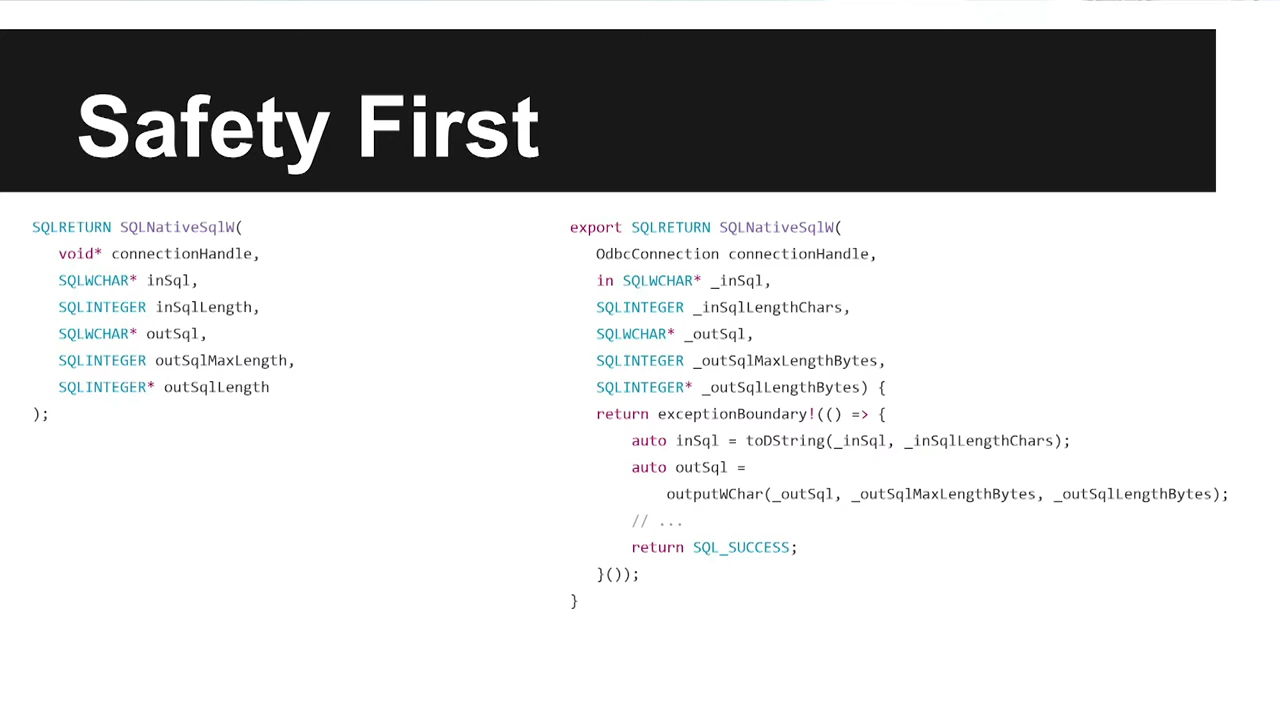 Safety First
SQLRETURN SQLNativeSqlW(
void* connectionHandle,
SQLWCHAR* inSql,
SQLINTEGER inSqlLength,
SQLWCHAR* outSql,
SQLINTEGER outSqlMaxLength,
SQLINTEGER* outSqlLength
);
export SQLRETURN SQLNativeSqlW(
OdbcConnection connectionHandle,
in SQLWCHAR* _inSql,
SQLINTEGER _inSqlLengthChars,
SQLWCHAR* _outSql,
SQLINTEGER _outSqlMaxLengthBytes,
SQLINTEGER* _outSqlLengthBytes) {
return exceptionBoundary!(() => {
auto inSql = toDString(_inSql, _inSqlLengthChars);
auto outSql =
outputWChar(_outSql, _outSqlMaxLengthBytes, _outSqlLengthBytes);
// ...
return SQL_SUCCESS;
}());
}